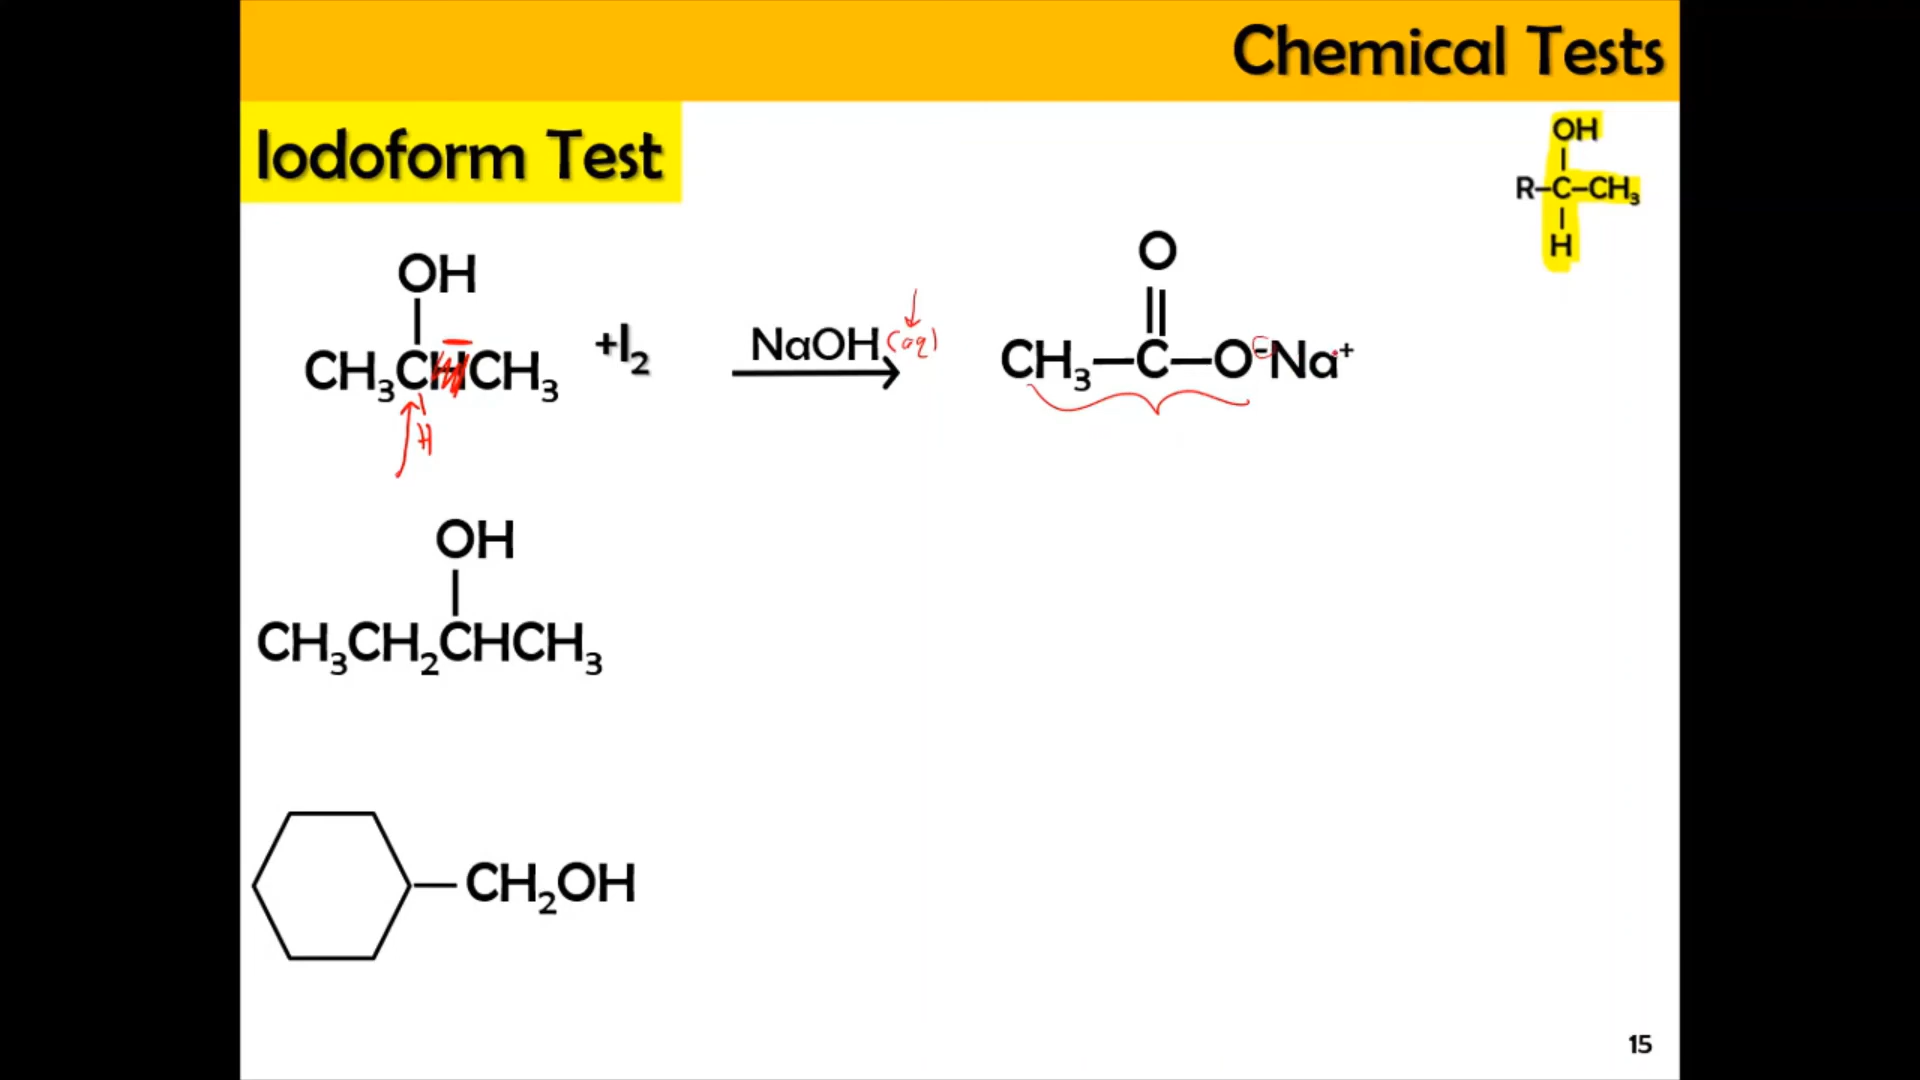 Chemical Tests
Iodoform Test
OH
R–C–CH₃
H
OH
CH₃CHCH₃
H
+I₂
NaOH(aq)
O
CH₃–C–O⁻Na⁺
OH
CH₃CH₂CHCH₃
CH₂OH
15